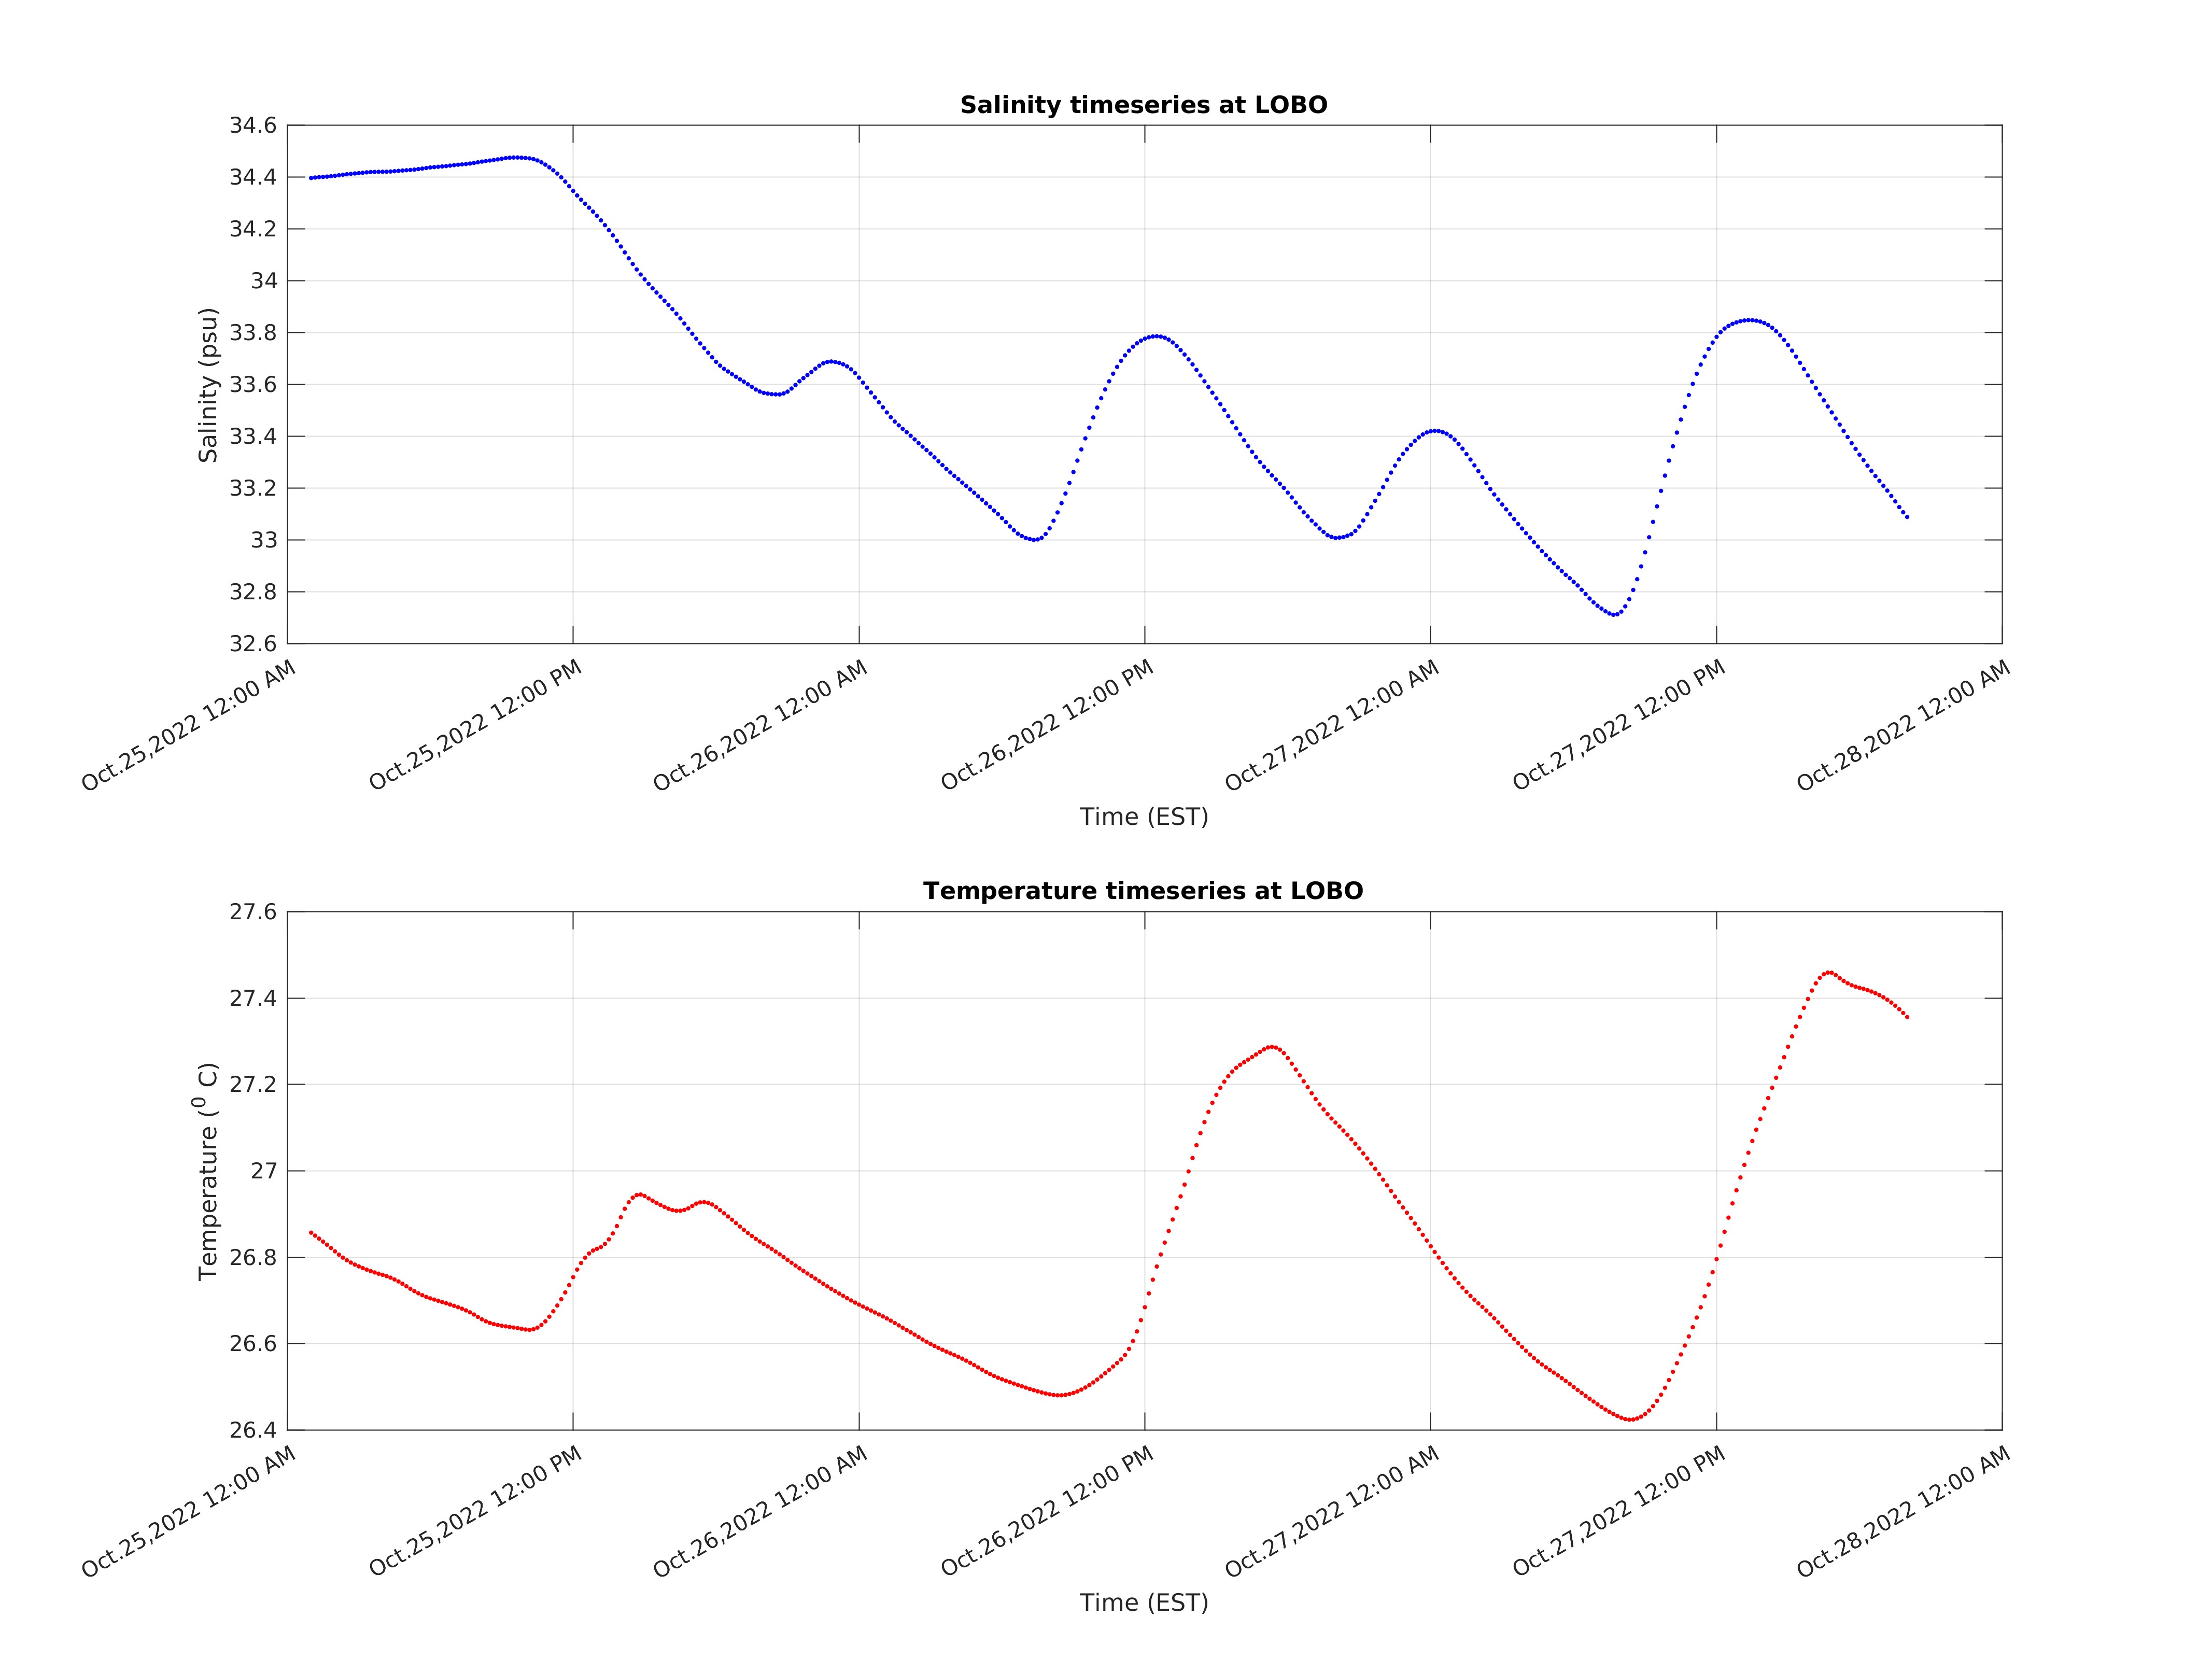 Salinity timeseries at LOBO
34.6
34.4
34.2
34
33.8
33.6
33.4
33.2
33
32.8
32.6
Salinity (psu)
Oct.25,2022 12:00 AM
Oct.25,2022 12:00 PM
Oct.26,2022 12:00 AM
Oct.26,2022 12:00 PM
Oct.27,2022 12:00 AM
Oct.27,2022 12:00 PM
Oct.28,2022 12:00 AM
Time (EST)
Temperature timeseries at LOBO
27.6
27.4
27.2
27
26.8
26.6
26.4
Temperature (⁰ C)
Oct.25,2022 12:00 AM
Oct.25,2022 12:00 PM
Oct.26,2022 12:00 AM
Oct.26,2022 12:00 PM
Oct.27,2022 12:00 AM
Oct.27,2022 12:00 PM
Oct.28,2022 12:00 AM
Time (EST)